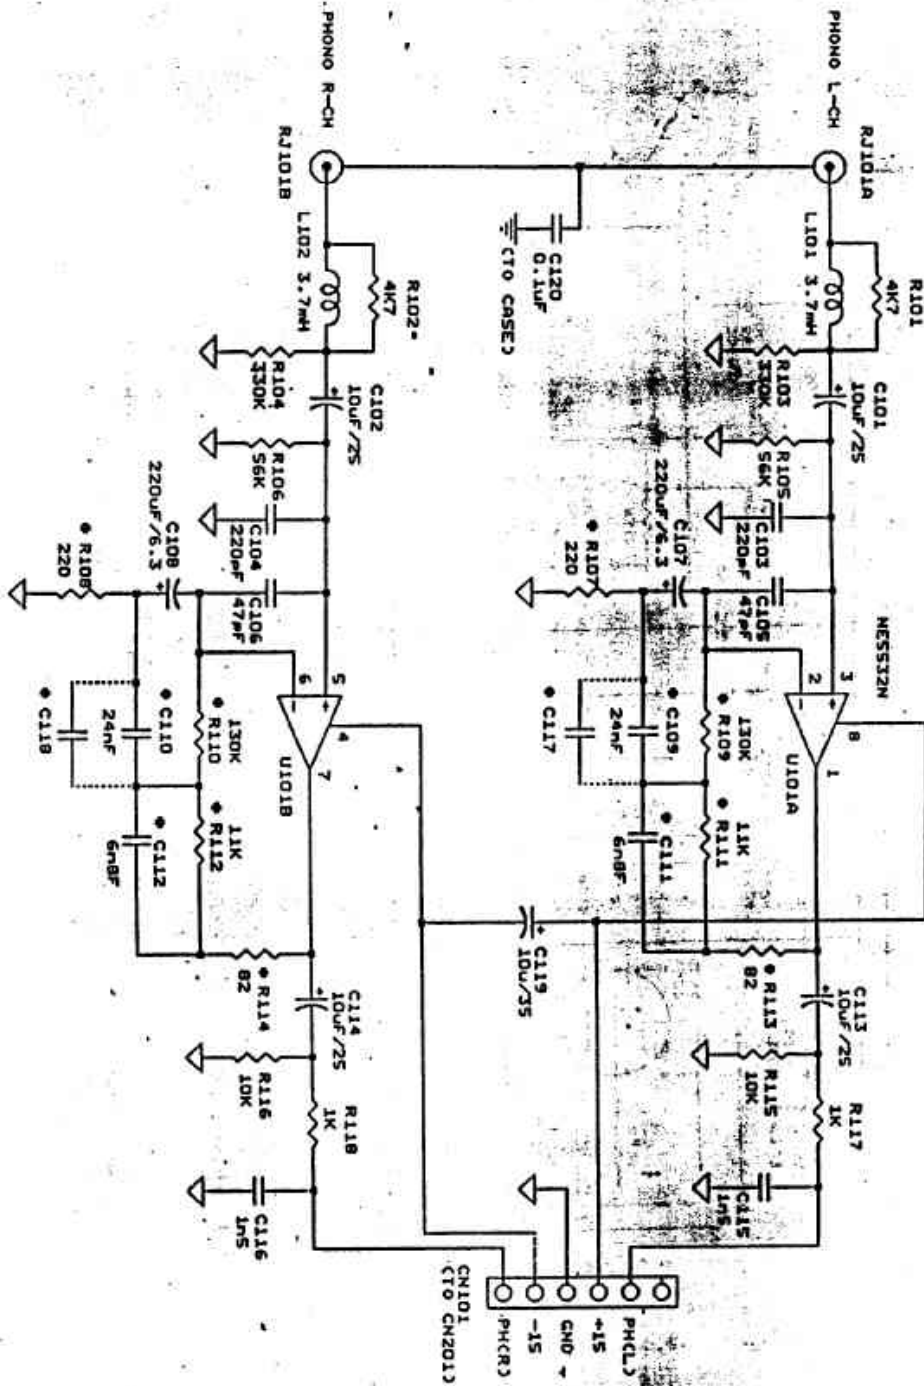 PHONO L-CH
RJ101A
R101
4K7
L101 3.7mH
R103
330K
C101
10uF/25
R105
56K
C103
220pF
C105
47pF
C107
220uF/6.3
● R107
220
NE5532N
3
2
8
1
U101A
130K
● R109
11K
● R111
● C109
24nF
● C111
6n8F
● C117
● R113
82
C113
10uF/25
R115
10K
R117
1K
C115
1n5
C120
0.1uF
(TO CASE)
C119
10u/35
PHONO R-CH
RJ101B
R102
4K7
L102 3.7mH
R104
330K
C102
10uF/25
R106
56K
C104
220pF
C106
47pF
C108
220uF/6.3
● R108
220
5
6
4
7
U101B
130K
● R110
11K
● R112
● C110
24nF
● C112
6n8F
● C118
● R114
82
C114
10uF/25
R116
10K
R118
1K
C116
1n5
PH(L)
+15
GND
-15
PH(R)
CN101
(TO CN201)